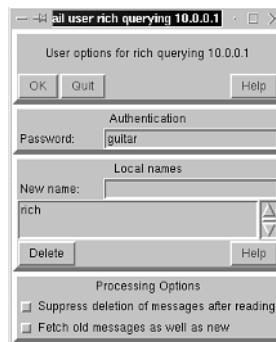 ail user rich querying 10.0.0.1
User options for rich querying 10.0.0.1
OK Quit Help
Authentication
Password: guitar
Local names
New name:
rich
Delete Help
Processing Options
Suppress deletion of messages after reading
Fetch old messages as well as new